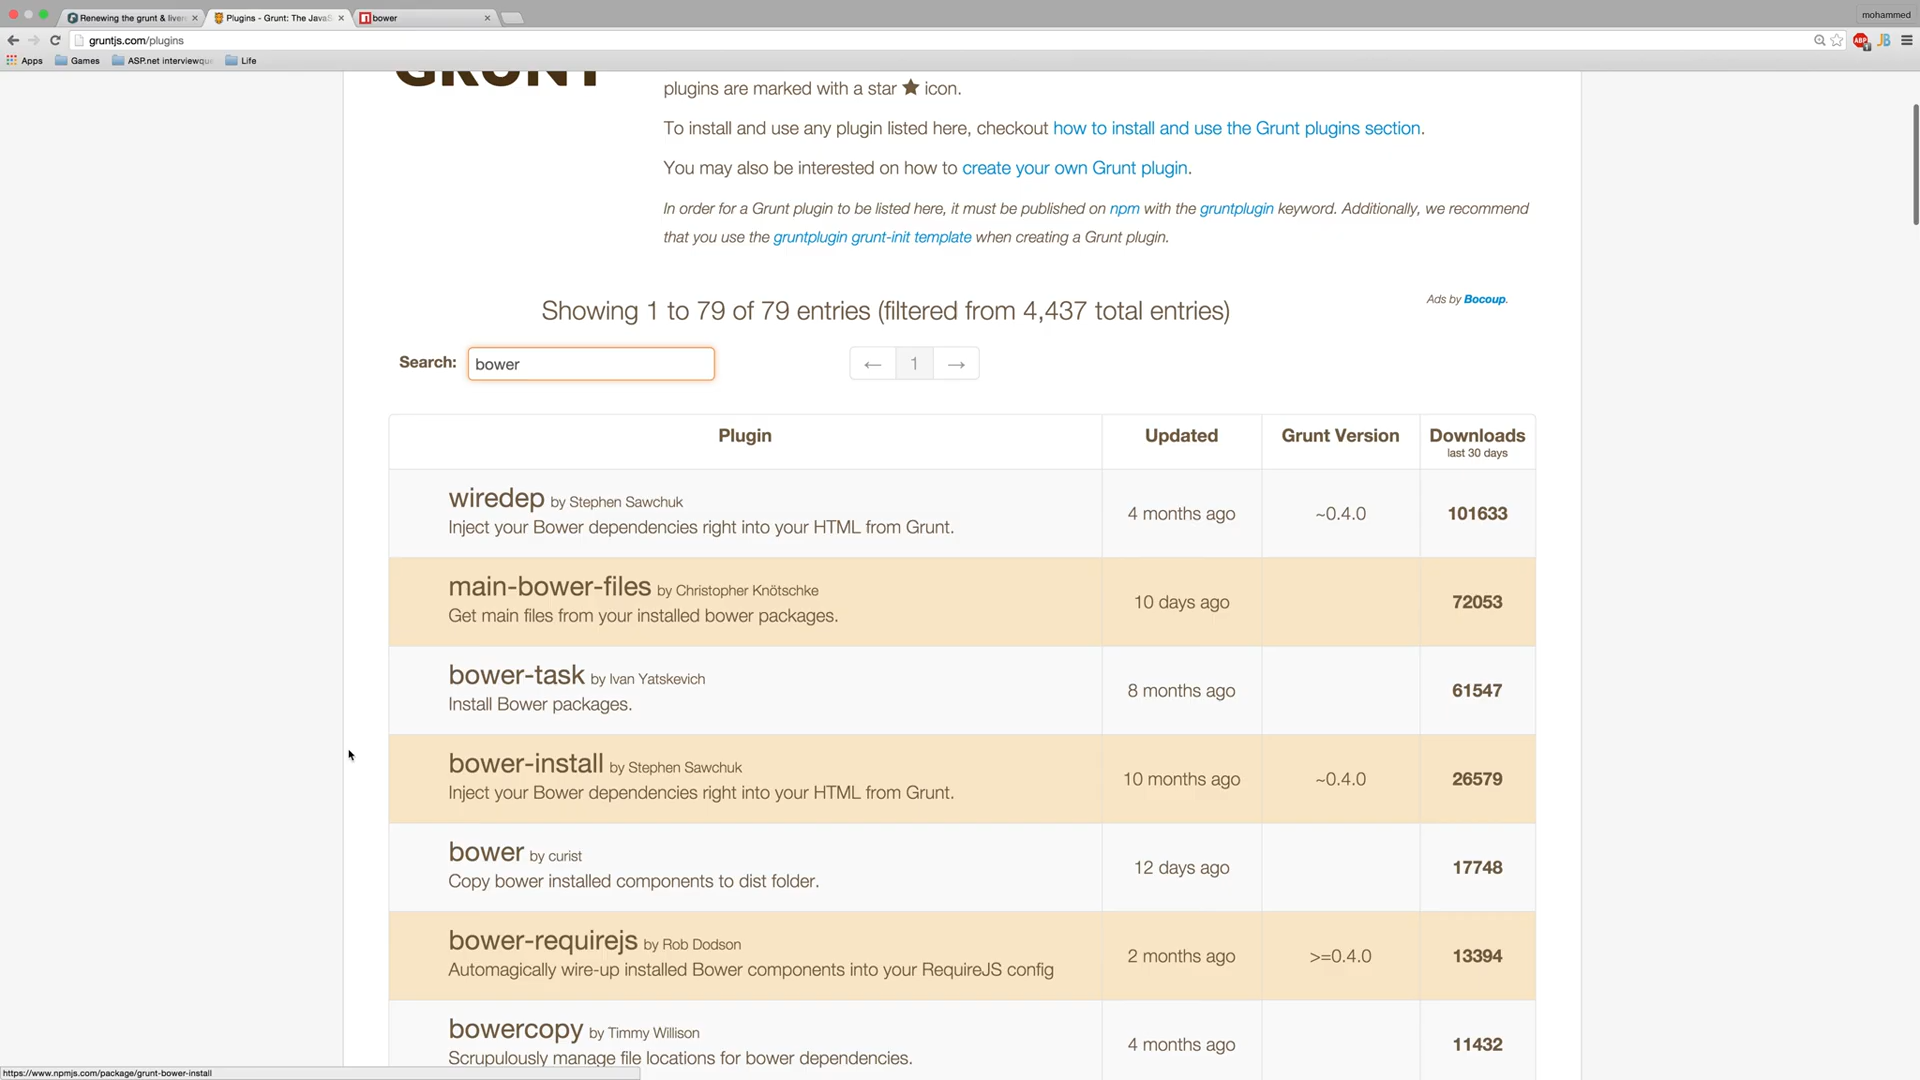 mohammed
Renewing the grunt & livere
Plugins - Grunt: The JavaS
bower
gruntjs.com/plugins
Apps
Games
ASP.net interviewque
Life
GRUNT
plugins are marked with a star ★ icon.
To install and use any plugin listed here, checkout how to install and use the Grunt plugins section.
You may also be interested on how to create your own Grunt plugin.
In order for a Grunt plugin to be listed here, it must be published on npm with the gruntplugin keyword. Additionally, we recommend
that you use the gruntplugin grunt-init template when creating a Grunt plugin.
Showing 1 to 79 of 79 entries (filtered from 4,437 total entries)
Ads by Bocoup.
Search: bower
← 1 →
Plugin Updated Grunt Version Downloads
last 30 days
wiredep by Stephen Sawchuk
Inject your Bower dependencies right into your HTML from Grunt.
4 months ago ~0.4.0 101633
main-bower-files by Christopher Knötschke
Get main files from your installed bower packages.
10 days ago 72053
bower-task by Ivan Yatskevich
Install Bower packages.
8 months ago 61547
bower-install by Stephen Sawchuk
Inject your Bower dependencies right into your HTML from Grunt.
10 months ago ~0.4.0 26579
bower by curist
Copy bower installed components to dist folder.
12 days ago 17748
bower-requirejs by Rob Dodson
Automagically wire-up installed Bower components into your RequireJS config
2 months ago >=0.4.0 13394
bowercopy by Timmy Willison
Scrupulously manage file locations for bower dependencies.
4 months ago 11432
https://www.npmjs.com/package/grunt-bower-install